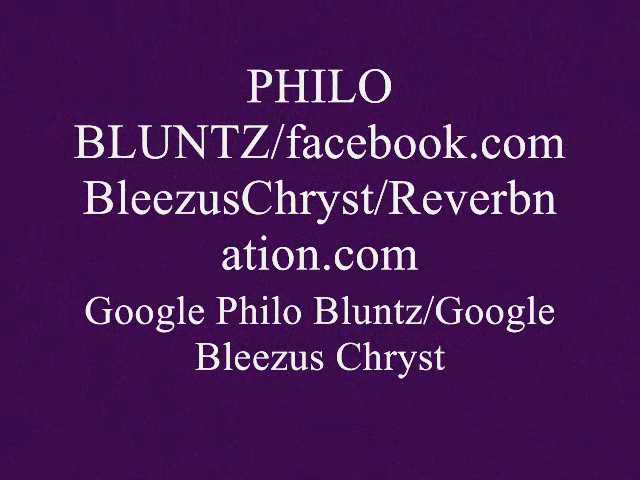 PHILO
BLUNTZ/facebook.com
BleezusChryst/Reverbn
ation.com
Google Philo Bluntz/Google
Bleezus Chryst